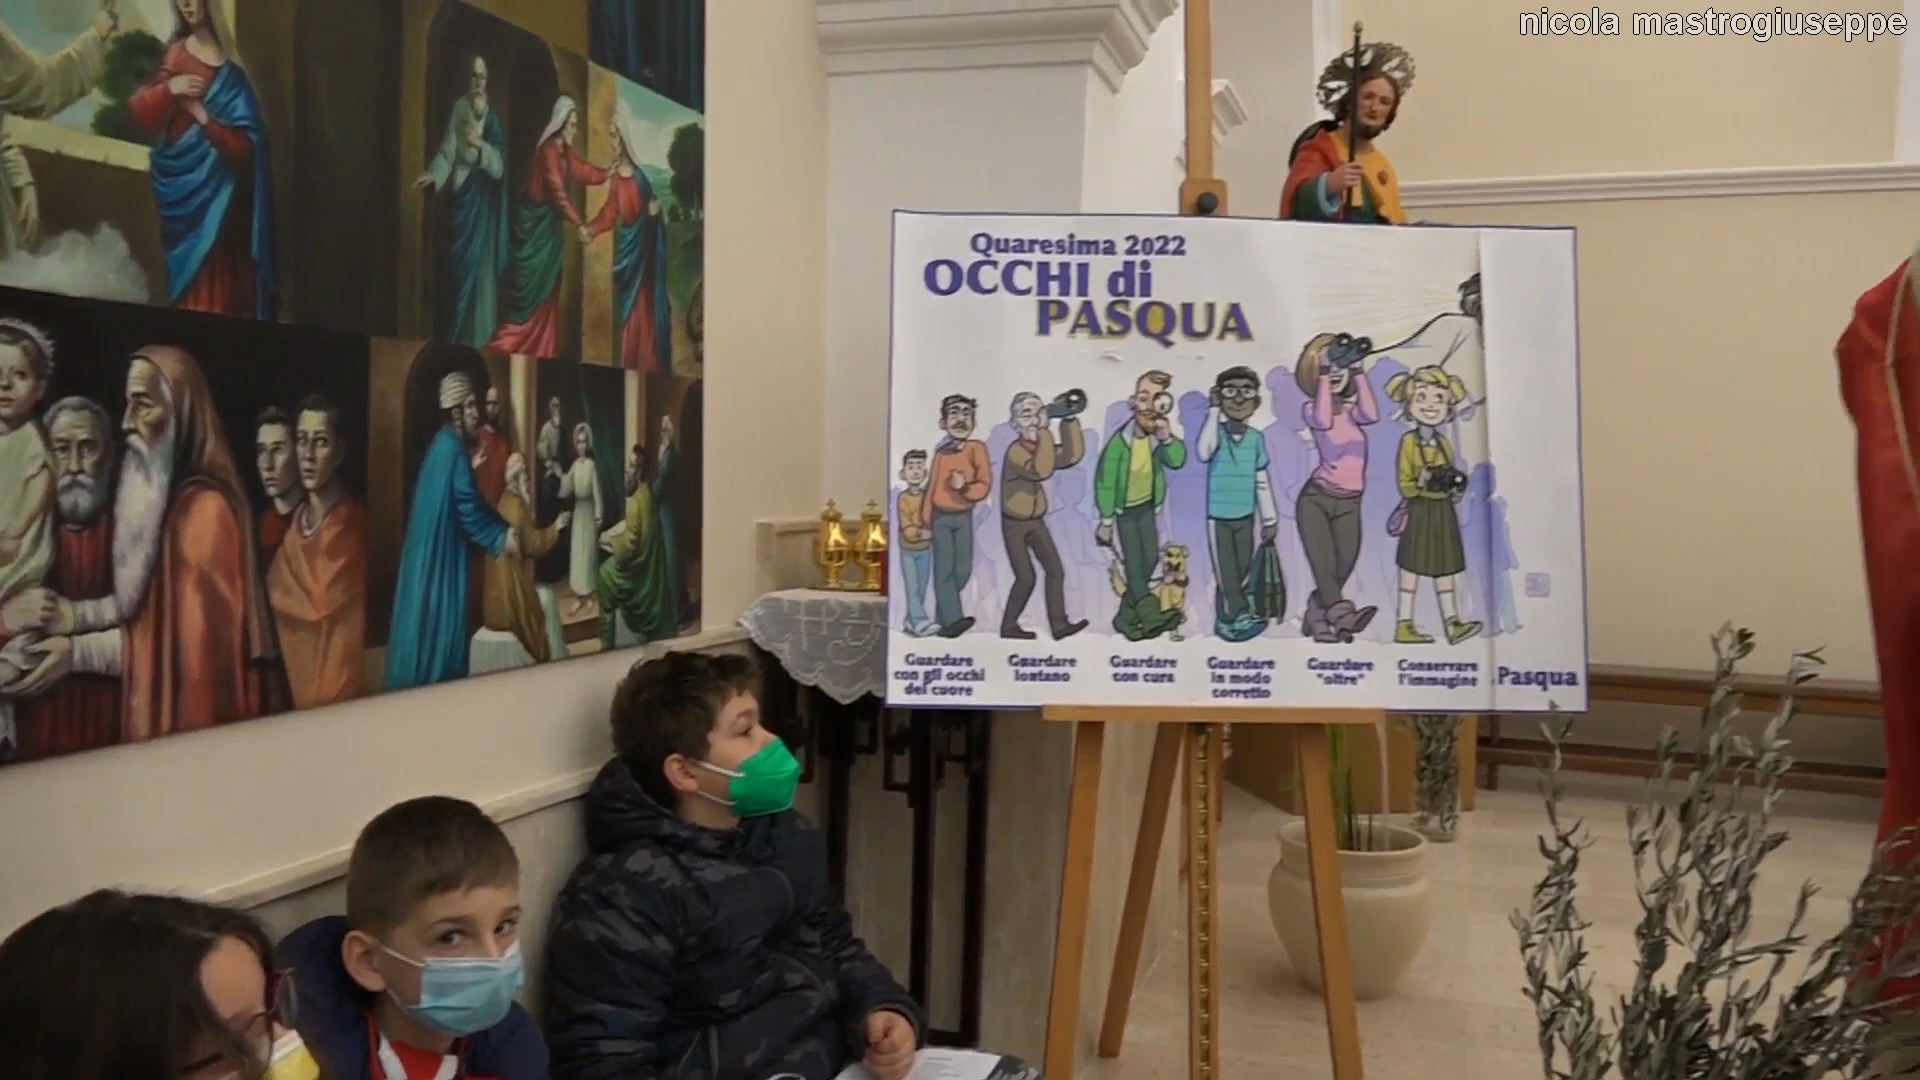 nicola mastrogiuseppe
Quaresima 2022
OCCHI di
PASQUA
Guardare
con gli occhi
del cuore
Guardare
lontano
Guardare
con cura
Guardare
in modo
corretto
Guardare
"oltre"
Conservare
l'immagine
Pasqua